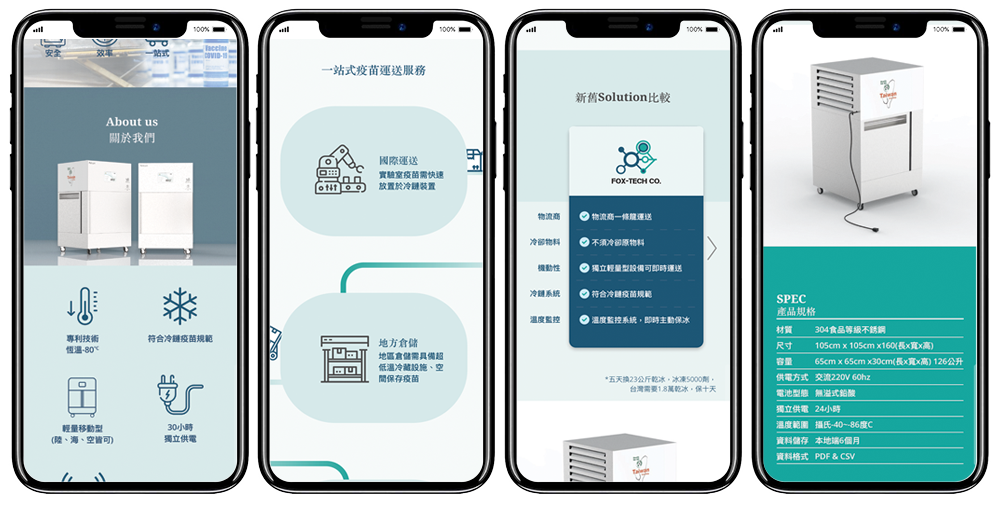 100%
安全
效率
一站式
Vaccine
COVID-19
About us
關於我們
專利技術
恆溫-80℃
符合冷鏈疫苗規範
輕量移動型
(陸、海、空皆可)
30小時
獨立供電
100%
一站式疫苗運送服務
國際運送
實驗室疫苗需快速
放置於冷鏈裝置
地方倉儲
地區倉儲需具備超
低溫冷藏設施、空
間保存疫苗
100%
新舊Solution比較
FOX-TECH CO.
物流商 物流商一條龍運送
冷卻物料 不須冷卻原物料
機動性 獨立輕量型設備可即時運送
冷鏈系統 符合冷鏈疫苗規範
溫度監控 溫度監控系統，即時主動保冰
*五天換23公斤乾冰，冰凍5000劑，
台灣需要1.8萬乾冰，保十天
Taiwan
100%
Taiwan
SPEC
產品規格
材質 304食品等級不銹鋼
尺寸 105cm x 105cm x160(長x寬x高)
容量 65cm x 65cm x30cm(長x寬x高) 126公升
供電方式 交流220V 60hz
電池型態 無溢式鉛酸
獨立供電 24小時
溫度範圍 攝氏-40~-86度C
資料儲存 本地端6個月
資料格式 PDF & CSV